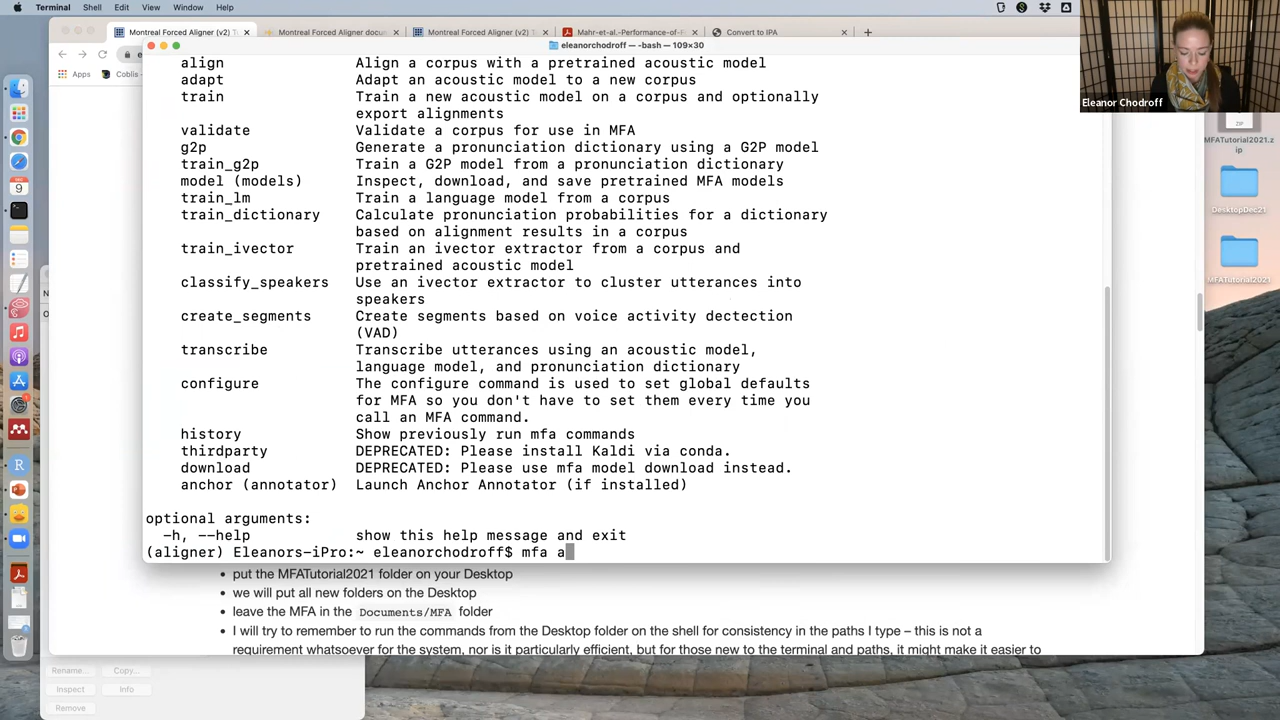 Terminal Shell Edit View Window Help
Montreal Forced Aligner (v2) T
Montreal Forced Aligner docum
Montreal Forced Aligner (v2) T
Mahr-et-al.-Performance-of-F
Convert to IPA
eleanorchodroff — -bash — 109×30
Apps Coblis
align Align a corpus with a pretrained acoustic model
adapt Adapt an acoustic model to a new corpus
train Train a new acoustic model on a corpus and optionally
export alignments
validate Validate a corpus for use in MFA
g2p Generate a pronunciation dictionary using a G2P model
train_g2p Train a G2P model from a pronunciation dictionary
model (models) Inspect, download, and save pretrained MFA models
train_lm Train a language model from a corpus
train_dictionary Calculate pronunciation probabilities for a dictionary
based on alignment results in a corpus
train_ivector Train an ivector extractor from a corpus and
pretrained acoustic model
classify_speakers Use an ivector extractor to cluster utterances into
speakers
create_segments Create segments based on voice activity dectection
(VAD)
transcribe Transcribe utterances using an acoustic model,
language model, and pronunciation dictionary
configure The configure command is used to set global defaults
for MFA so you don't have to set them every time you
call an MFA command.
history Show previously run mfa commands
thirdparty DEPRECATED: Please install Kaldi via conda.
download DEPRECATED: Please use mfa model download instead.
anchor (annotator) Launch Anchor Annotator (if installed)
optional arguments:
-h, --help show this help message and exit
(aligner) Eleanors-iPro:~ eleanorchodroff$ mfa a
put the MFATutorial2021 folder on your Desktop
we will put all new folders on the Desktop
leave the MFA in the Documents/MFA folder
I will try to remember to run the commands from the Desktop folder on the shell for consistency in the paths I type – this is not a
requirement whatsoever for the system, nor is it particularly efficient, but for those new to the terminal and paths, it might make it easier to
Rename... Copy...
Inspect Info
Remove
Eleanor Chodroff
ZIP
MFATutorial2021.z
ip
DesktopDec21
MFATutorial2021
SEP
9